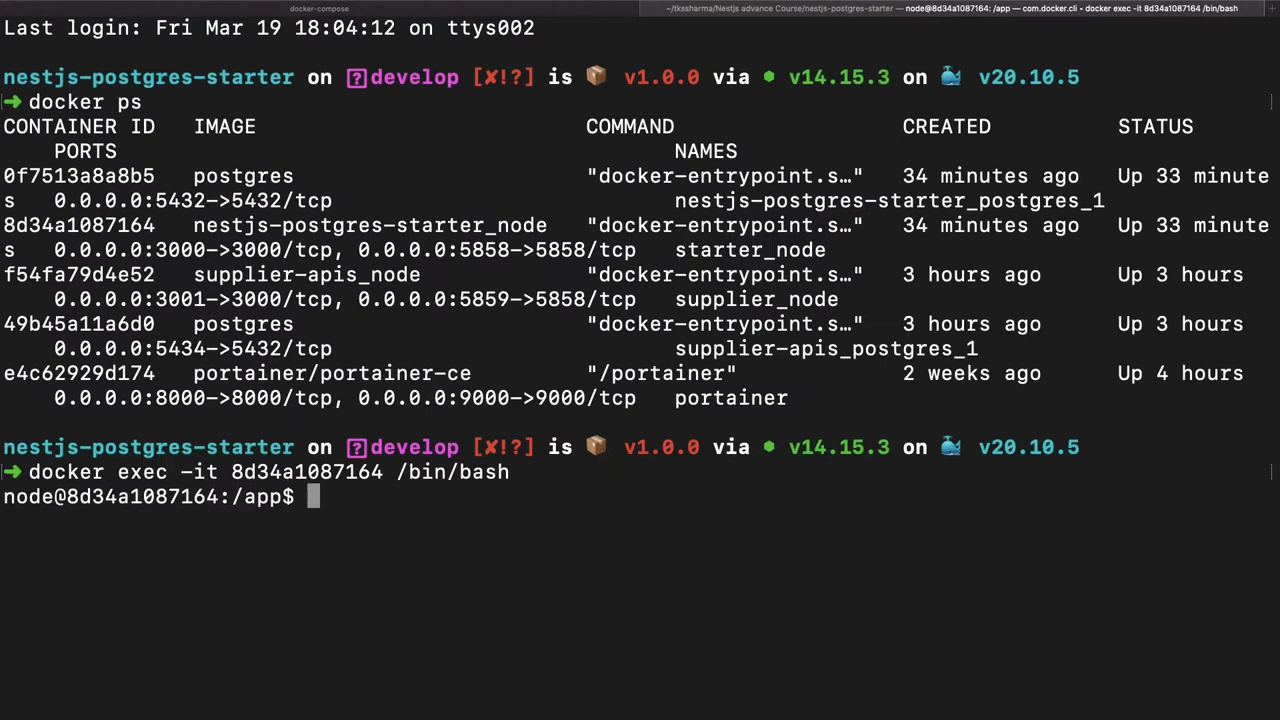 docker-compose
~/tkssharma/Nestjs advance Course/nestjs-postgres-starter — node@8d34a1087164: /app — com.docker.cli • docker exec -it 8d34a1087164 /bin/bash
Last login: Fri Mar 19 18:04:12 on ttys002
nestjs-postgres-starter on develop [✘!?] is 📦 v1.0.0 via ⬢ v14.15.3 on 🐳 v20.10.5
➜ docker ps
CONTAINER ID IMAGE COMMAND CREATED STATUS
PORTS NAMES
0f7513a8a8b5 postgres "docker-entrypoint.s…" 34 minutes ago Up 33 minute
s 0.0.0.0:5432->5432/tcp nestjs-postgres-starter_postgres_1
8d34a1087164 nestjs-postgres-starter_node "docker-entrypoint.s…" 34 minutes ago Up 33 minute
s 0.0.0.0:3000->3000/tcp, 0.0.0.0:5858->5858/tcp starter_node
f54fa79d4e52 supplier-apis_node "docker-entrypoint.s…" 3 hours ago Up 3 hours
0.0.0.0:3001->3000/tcp, 0.0.0.0:5859->5858/tcp supplier_node
49b45a11a6d0 postgres "docker-entrypoint.s…" 3 hours ago Up 3 hours
0.0.0.0:5434->5432/tcp supplier-apis_postgres_1
e4c62929d174 portainer/portainer-ce "/portainer" 2 weeks ago Up 4 hours
0.0.0.0:8000->8000/tcp, 0.0.0.0:9000->9000/tcp portainer
nestjs-postgres-starter on develop [✘!?] is 📦 v1.0.0 via ⬢ v14.15.3 on 🐳 v20.10.5
➜ docker exec -it 8d34a1087164 /bin/bash
node@8d34a1087164:/app$